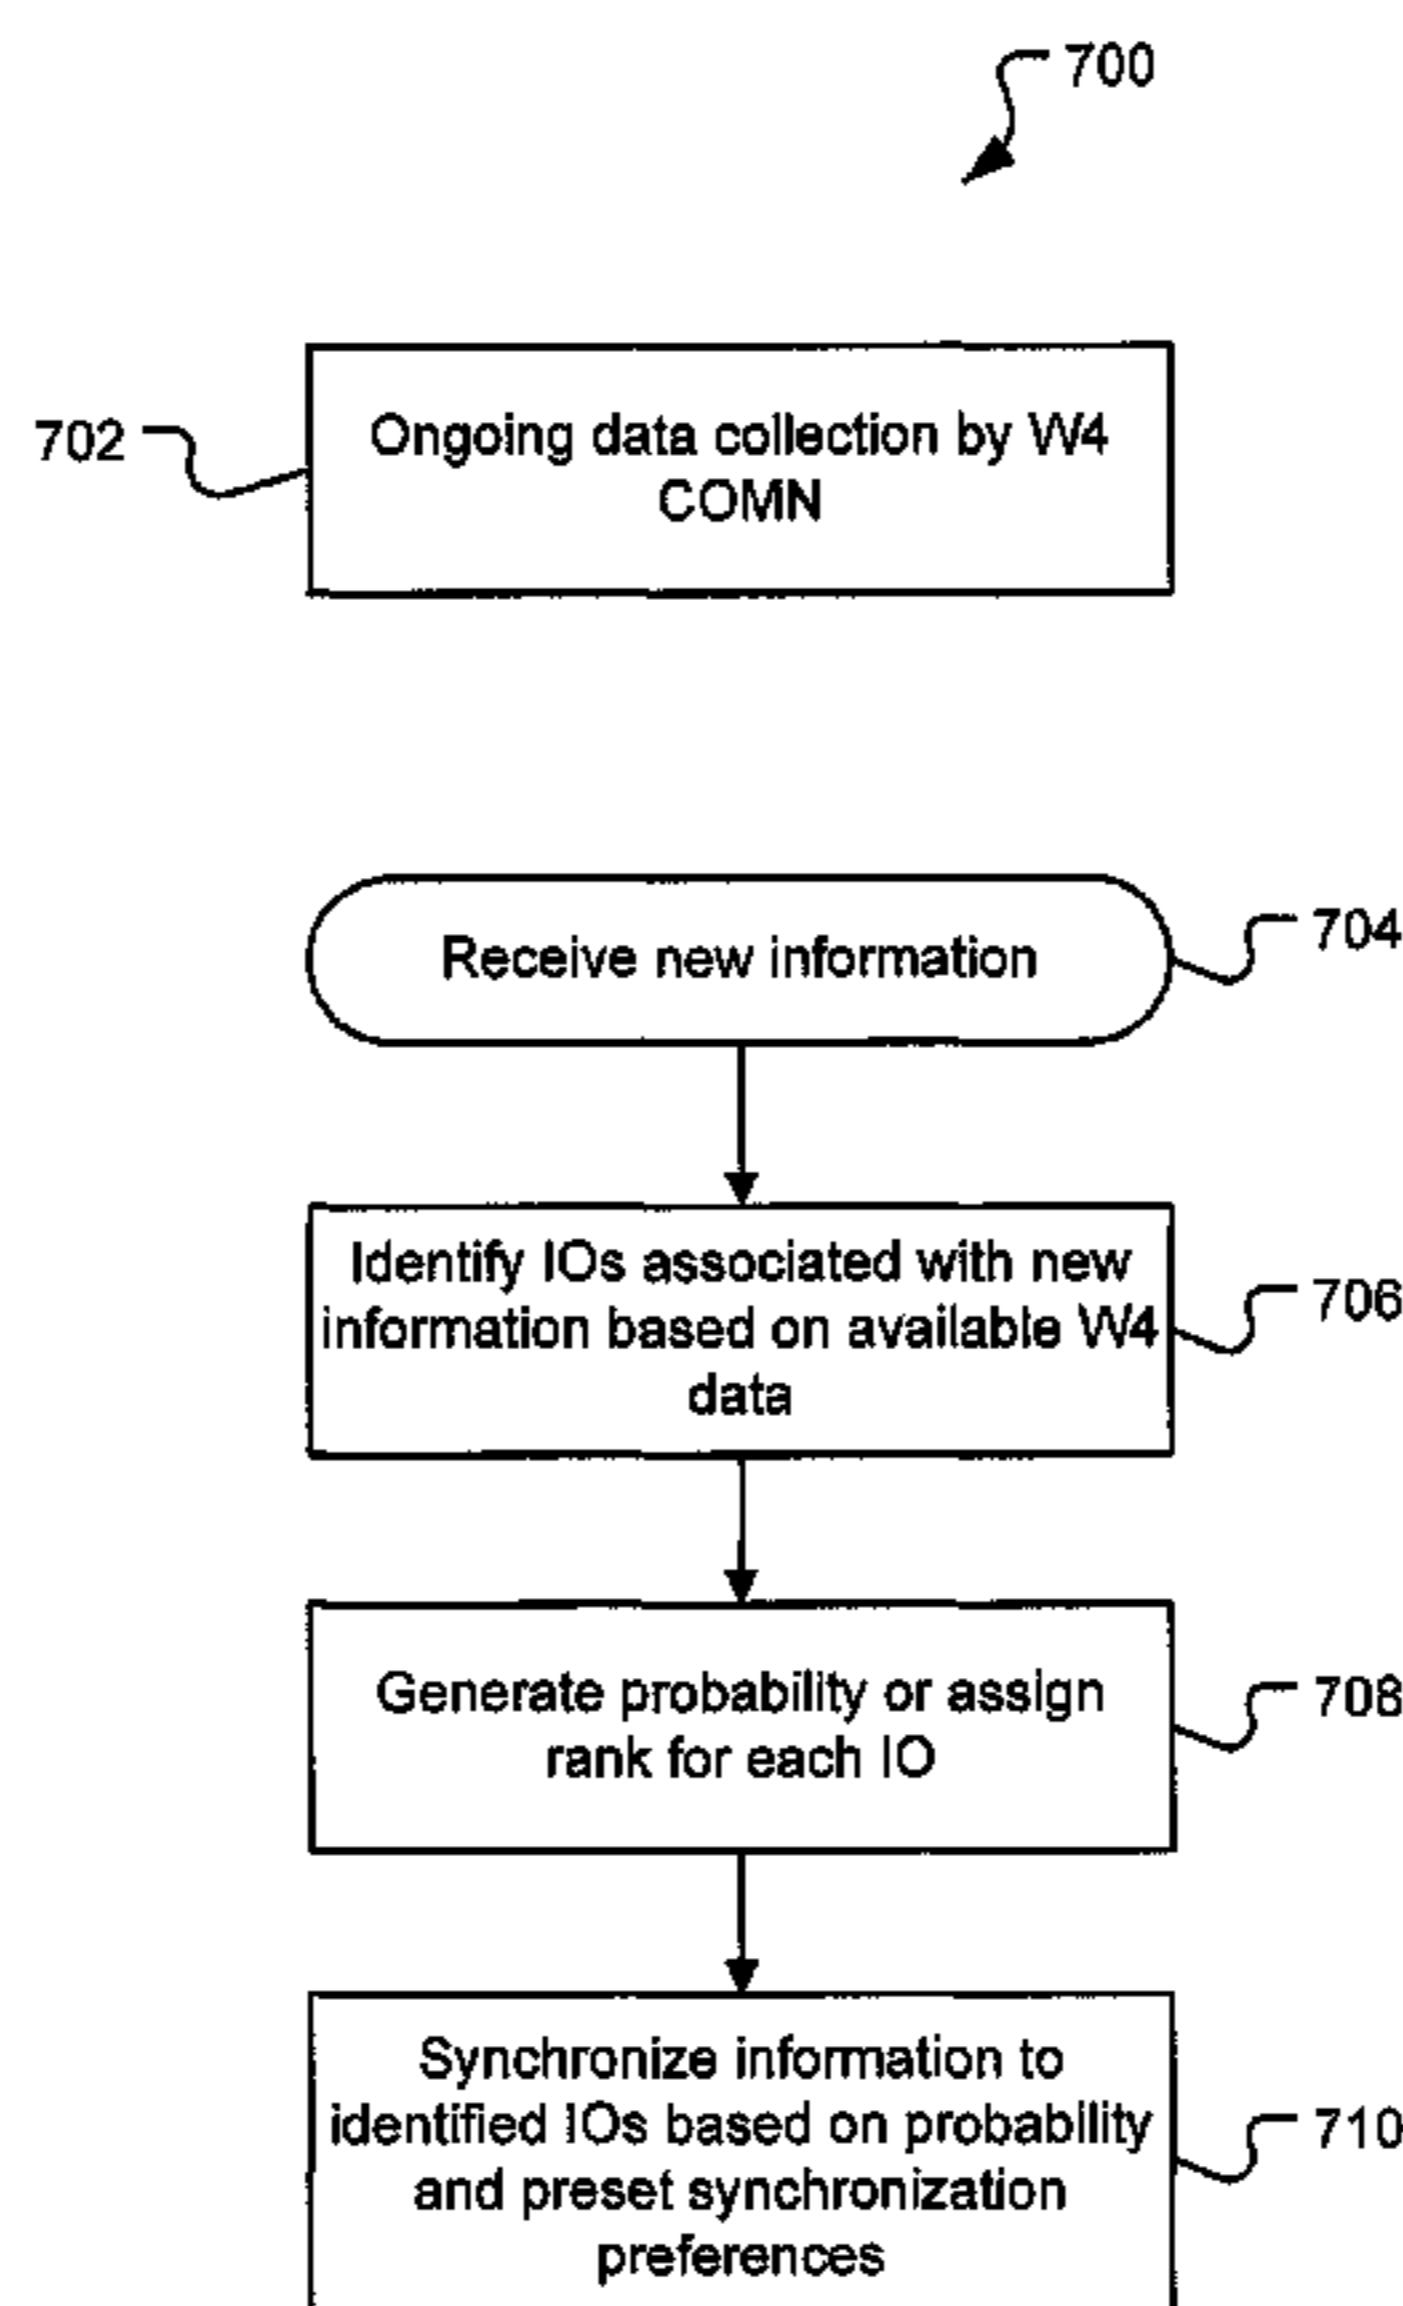 700
702
Ongoing data collection by W4
COMN
Receive new information
704
Identify IOs associated with new
information based on available W4
data
706
Generate probability or assign
rank for each IO
708
Synchronize information to
identified IOs based on probability
and preset synchronization
preferences
710